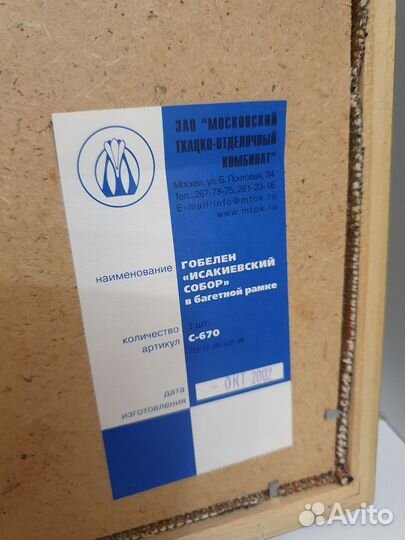 ЗАО "МОСКОВСКИЙ
ТКАЦКО-ОТДЕЛОЧНЫЙ
КОМБИНАТ"
Москва, ул. Б. Почтовая, 34
Тел.: 267-78-75, 261-23-16
E-mail: info@mtok.ru
www.mtok.ru
наименование
ГОБЕЛЕН
«ИСАКИЕВСКИЙ
СОБОР»
в багетной рамке
количество 1 шт.
артикул С-670
дата
изготовления
- ОКТ 2002
Avito